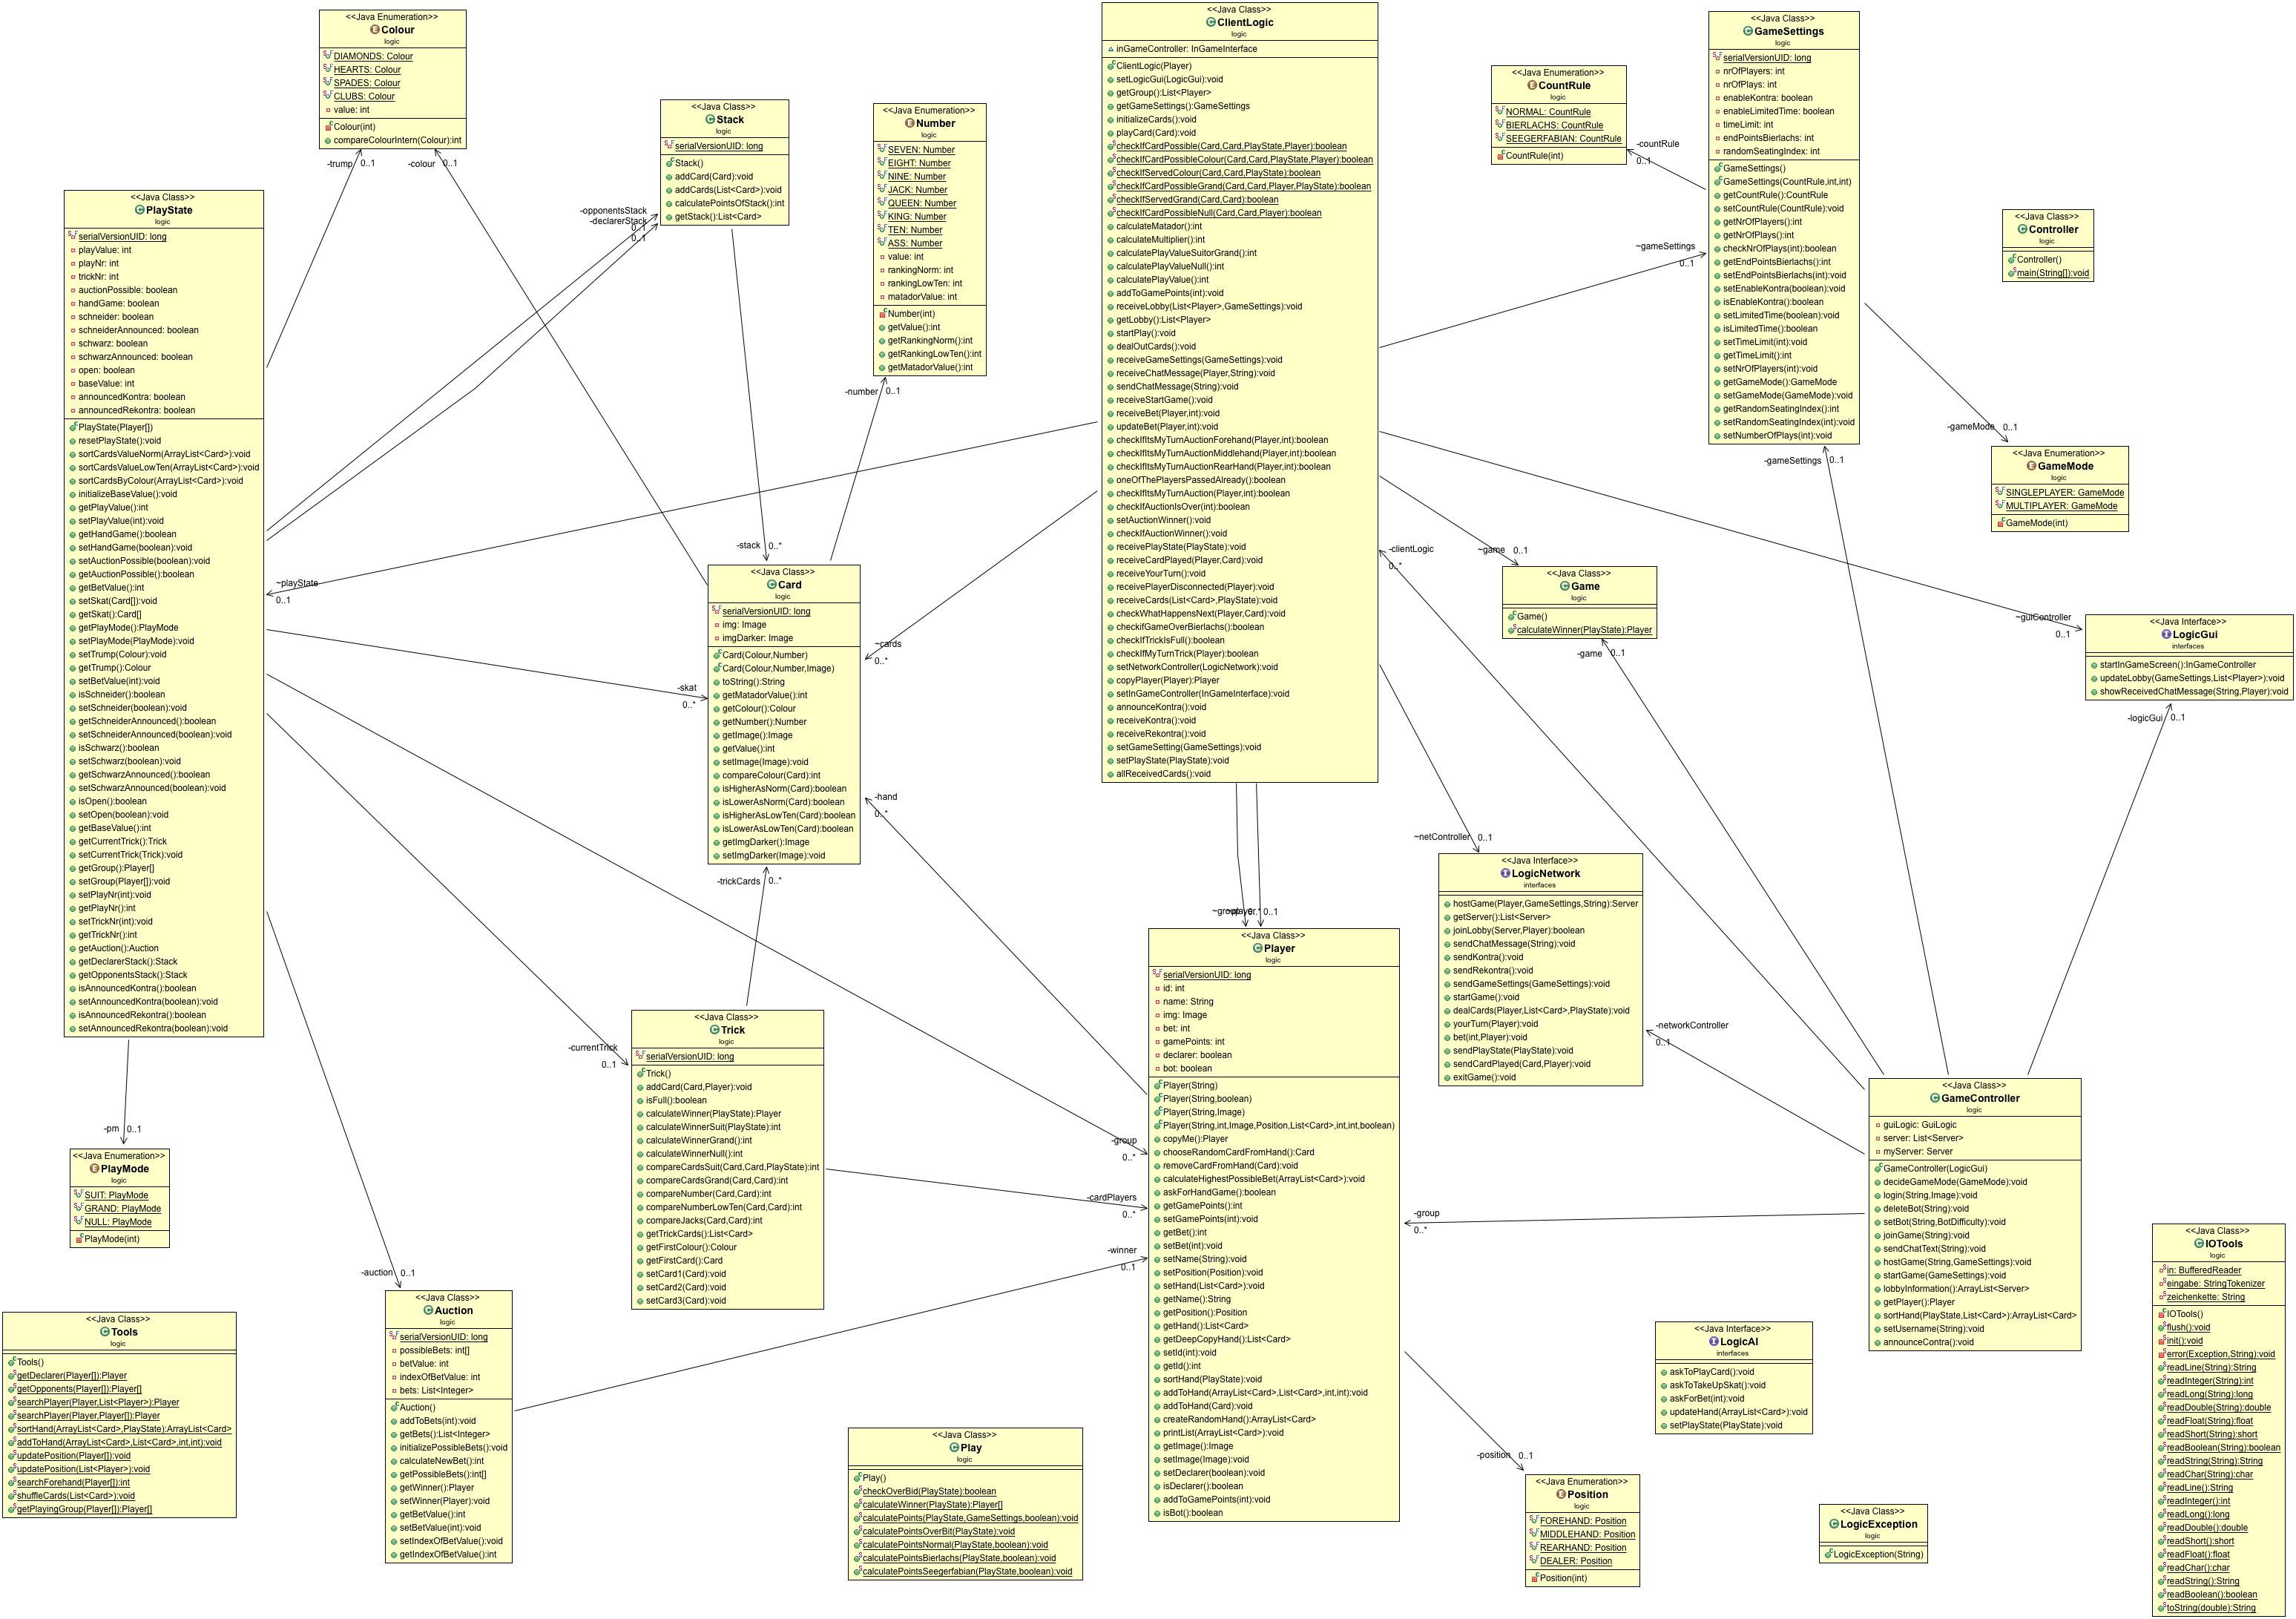 <<Java Enumeration>>
Colour
logic
DIAMONDS: Colour
HEARTS: Colour
SPADES: Colour
CLUBS: Colour
value: int
Colour(int)
compareColourIntern(Colour):int
-trump 0..1
-colour 0..1
<<Java Class>>
Stack
logic
serialVersionUID: long
Stack()
addCard(Card):void
addCards(List<Card>):void
calculatePointsOfStack():int
getStack():List<Card>
-opponentsStack
-declarerStack
0..1
0..1
<<Java Enumeration>>
Number
logic
SEVEN: Number
EIGHT: Number
NINE: Number
JACK: Number
QUEEN: Number
KING: Number
TEN: Number
ASS: Number
value: int
rankingNorm: int
rankingLowTen: int
matadorValue: int
Number(int)
getValue():int
getRankingNorm():int
getRankingLowTen():int
getMatadorValue():int
-number 0..1
<<Java Class>>
ClientLogic
logic
inGameController: InGameInterface
ClientLogic(Player)
setLogicGui(LogicGui):void
getGroup():List<Player>
getGameSettings():GameSettings
initializeCards():void
playCard(Card):void
checkIfCardPossible(Card,Card,PlayState,Player):boolean
checkIfCardPossibleColour(Card,Card,PlayState,Player):boolean
checkIfServedColour(Card,Card,PlayState):boolean
checkIfCardPossibleGrand(Card,Card,Player,PlayState):boolean
checkIfServedGrand(Card,Card):boolean
checkIfCardPossibleNull(Card,Card,Player):boolean
calculateMatador():int
calculateMultiplier():int
calculatePlayValueSuitorGrand():int
calculatePlayValueNull():int
calculatePlayValue():int
addToGamePoints(int):void
receiveLobby(List<Player>,GameSettings):void
getLobby():List<Player>
startPlay():void
dealOutCards():void
receiveGameSettings(GameSettings):void
receiveChatMessage(Player,String):void
sendChatMessage(String):void
receiveStartGame():void
receiveBet(Player,int):void
updateBet(Player,int):void
checkIfItsMyTurnAuctionForehand(Player,int):boolean
checkIfItsMyTurnAuctionMiddlehand(Player,int):boolean
checkIfItsMyTurnAuctionRearHand(Player,int):boolean
oneOfThePlayersPassedAlready():boolean
checkIfItsMyTurnAuction(Player,int):boolean
checkIfAuctionIsOver(int):boolean
setAuctionWinner():void
checkIfAuctionWinner():void
receivePlayState(PlayState):void
receiveCardPlayed(Player,Card):void
receiveYourTurn():void
receivePlayerDisconnected(Player):void
receiveCards(List<Card>,PlayState):void
checkWhatHappensNext(Player,Card):void
checkifGameOverBierlachs():boolean
checkIfTrickIsFull():boolean
checkIfMyTurnTrick(Player):boolean
setNetworkController(LogicNetwork):void
copyPlayer(Player):Player
setInGameController(InGameInterface):void
announceKontra():void
receiveKontra():void
receiveRekontra():void
setGameSetting(GameSettings):void
setPlayState(PlayState):void
allReceivedCards():void
<<Java Enumeration>>
CountRule
logic
NORMAL: CountRule
BIERLACHS: CountRule
SEEGERFABIAN: CountRule
CountRule(int)
-countRule
0..1
<<Java Class>>
GameSettings
logic
serialVersionUID: long
nrOfPlayers: int
nrOfPlays: int
enableKontra: boolean
enableLimitedTime: boolean
timeLimit: int
endPointsBierlachs: int
randomSeatingIndex: int
GameSettings()
GameSettings(CountRule,int,int)
getCountRule():CountRule
setCountRule(CountRule):void
getNrOfPlayers():int
getNrOfPlays():int
checkNrOfPlays(int):boolean
getEndPointsBierlachs():int
setEndPointsBierlachs(int):void
setEnableKontra(boolean):void
isEnableKontra():boolean
setLimitedTime(boolean):void
isLimitedTime():boolean
setTimeLimit(int):void
getTimeLimit():int
setNrOfPlayers(int):void
getGameMode():GameMode
setGameMode(GameMode):void
getRandomSeatingIndex():int
setRandomSeatingIndex(int):void
setNumberOfPlays(int):void
~gameSettings
0..1
-gameSettings 0..1
<<Java Class>>
Controller
logic
Controller()
main(String[]):void
-gameMode 0..1
<<Java Enumeration>>
GameMode
logic
SINGLEPLAYER: GameMode
MULTIPLAYER: GameMode
GameMode(int)
<<Java Class>>
PlayState
logic
serialVersionUID: long
playValue: int
playNr: int
trickNr: int
auctionPossible: boolean
handGame: boolean
schneider: boolean
schneiderAnnounced: boolean
schwarz: boolean
schwarzAnnounced: boolean
open: boolean
baseValue: int
announcedKontra: boolean
announcedRekontra: boolean
PlayState(Player[])
resetPlayState():void
sortCardsValueNorm(ArrayList<Card>):void
sortCardsValueLowTen(ArrayList<Card>):void
sortCardsByColour(ArrayList<Card>):void
initializeBaseValue():void
getPlayValue():int
setPlayValue(int):void
getHandGame():boolean
setHandGame(boolean):void
setAuctionPossible(boolean):void
getAuctionPossible():boolean
getBetValue():int
setSkat(Card[]):void
getSkat():Card[]
getPlayMode():PlayMode
setPlayMode(PlayMode):void
setTrump(Colour):void
getTrump():Colour
setBetValue(int):void
isSchneider():boolean
setSchneider(boolean):void
getSchneiderAnnounced():boolean
setSchneiderAnnounced(boolean):void
isSchwarz():boolean
setSchwarz(boolean):void
getSchwarzAnnounced():boolean
setSchwarzAnnounced(boolean):void
isOpen():boolean
setOpen(boolean):void
getBaseValue():int
getCurrentTrick():Trick
setCurrentTrick(Trick):void
getGroup():Player[]
setGroup(Player[]):void
setPlayNr(int):void
getPlayNr():int
setTrickNr(int):void
getTrickNr():int
getAuction():Auction
getDeclarerStack():Stack
getOpponentsStack():Stack
isAnnouncedKontra():boolean
setAnnouncedKontra(boolean):void
isAnnouncedRekontra():boolean
setAnnouncedRekontra(boolean):void
~playState
0..1
-stack 0..*
<<Java Class>>
Card
logic
serialVersionUID: long
img: Image
imgDarker: Image
Card(Colour,Number)
Card(Colour,Number,Image)
toString():String
getMatadorValue():int
getColour():Colour
getNumber():Number
getImage():Image
getValue():int
setImage(Image):void
compareColour(Card):int
isHigherAsNorm(Card):boolean
isLowerAsNorm(Card):boolean
isHigherAsLowTen(Card):boolean
isLowerAsLowTen(Card):boolean
getImgDarker():Image
setImgDarker(Image):void
~cards
0..*
-skat
0..*
-hand
0..*
-trickCards 0..*
-clientLogic
0..*
~game 0..1
<<Java Class>>
Game
logic
Game()
calculateWinner(PlayState):Player
-game 0..1
~guiController
0..1
<<Java Interface>>
LogicGui
interfaces
startInGameScreen():InGameController
updateLobby(GameSettings,List<Player>):void
showReceivedChatMessage(String,Player):void
-logicGui 0..1
~netController 0..1
<<Java Interface>>
LogicNetwork
interfaces
hostGame(Player,GameSettings,String):Server
getServer():List<Server>
joinLobby(Server,Player):boolean
sendChatMessage(String):void
sendKontra():void
sendRekontra():void
sendGameSettings(GameSettings):void
startGame():void
dealCards(Player,List<Card>,PlayState):void
yourTurn(Player):void
bet(int,Player):void
sendPlayState(PlayState):void
sendCardPlayed(Card,Player):void
exitGame():void
-networkController
0..1
0..1
<<Java Class>>
Player
logic
serialVersionUID: long
id: int
name: String
img: Image
bet: int
gamePoints: int
declarer: boolean
bot: boolean
Player(String)
Player(String,boolean)
Player(String,Image)
Player(String,int,Image,Position,List<Card>,int,int,boolean)
copyMe():Player
chooseRandomCardFromHand():Card
removeCardFromHand(Card):void
calculateHighestPossibleBet(ArrayList<Card>):void
askForHandGame():boolean
getGamePoints():int
setGamePoints(int):void
getBet():int
setBet(int):void
setName(String):void
setPosition(Position):void
setHand(List<Card>):void
getName():String
getPosition():Position
getHand():List<Card>
getDeepCopyHand():List<Card>
setId(int):void
getId():int
sortHand(PlayState):void
addToHand(ArrayList<Card>,List<Card>,int,int):void
addToHand(Card):void
createRandomHand():ArrayList<Card>
printList(ArrayList<Card>):void
getImage():Image
setImage(Image):void
setDeclarer(boolean):void
isDeclarer():boolean
addToGamePoints(int):void
isBot():boolean
-currentTrick
0..1
<<Java Class>>
Trick
logic
serialVersionUID: long
Trick()
addCard(Card,Player):void
isFull():boolean
calculateWinner(PlayState):Player
calculateWinnerSuit(PlayState):int
calculateWinnerGrand():int
calculateWinnerNull():int
compareCardsSuit(Card,Card,PlayState):int
compareCardsGrand(Card,Card):int
compareNumber(Card,Card):int
compareNumberLowTen(Card,Card):int
compareJacks(Card,Card):int
getTrickCards():List<Card>
getFirstColour():Colour
getFirstCard():Card
setCard1(Card):void
setCard2(Card):void
setCard3(Card):void
-group
0..*
-cardPlayers
0..*
-winner
0..1
-group
0..*
<<Java Class>>
GameController
logic
guiLogic: GuiLogic
server: List<Server>
myServer: Server
GameController(LogicGui)
decideGameMode(GameMode):void
login(String,Image):void
deleteBot(String):void
setBot(String,BotDifficulty):void
joinGame(String):void
sendChatText(String):void
hostGame(String,GameSettings):void
startGame(GameSettings):void
lobbyInformation():ArrayList<Server>
getPlayer():Player
sortHand(PlayState,List<Card>):ArrayList<Card>
setUsername(String):void
announceContra():void
-pm 0..1
<<Java Enumeration>>
PlayMode
logic
SUIT: PlayMode
GRAND: PlayMode
NULL: PlayMode
PlayMode(int)
-auction 0..1
<<Java Class>>
Auction
logic
serialVersionUID: long
possibleBets: int[]
betValue: int
indexOfBetValue: int
bets: List<Integer>
Auction()
addToBets(int):void
getBets():List<Integer>
initializePossibleBets():void
calculateNewBet():int
getPossibleBets():int[]
getWinner():Player
setWinner(Player):void
getBetValue():int
setBetValue(int):void
setIndexOfBetValue():void
getIndexOfBetValue():int
<<Java Class>>
Tools
logic
Tools()
getDeclarer(Player[]):Player
getOpponents(Player[]):Player[]
searchPlayer(Player,List<Player>):Player
searchPlayer(Player,Player[]):Player
sortHand(ArrayList<Card>,PlayState):ArrayList<Card>
addToHand(ArrayList<Card>,List<Card>,int,int):void
updatePosition(Player[]):void
updatePosition(List<Player>):void
searchForehand(Player[]):int
shuffleCards(List<Card>):void
getPlayingGroup(Player[]):Player[]
<<Java Class>>
Play
logic
Play()
checkOverBid(PlayState):boolean
calculateWinner(PlayState):Player[]
calculatePoints(PlayState,GameSettings,boolean):void
calculatePointsOverBit(PlayState):void
calculatePointsNormal(PlayState,boolean):void
calculatePointsBierlachs(PlayState,boolean):void
calculatePointsSeegerfabian(PlayState,boolean):void
-position 0..1
<<Java Enumeration>>
Position
logic
FOREHAND: Position
MIDDLEHAND: Position
REARHAND: Position
DEALER: Position
Position(int)
<<Java Interface>>
LogicAI
interfaces
askToPlayCard():void
askToTakeUpSkat():void
askForBet(int):void
updateHand(ArrayList<Card>):void
setPlayState(PlayState):void
<<Java Class>>
LogicException
logic
LogicException(String)
<<Java Class>>
IOTools
logic
in: BufferedReader
eingabe: StringTokenizer
zeichenkette: String
IOTools()
flush():void
init():void
error(Exception,String):void
readLine(String):String
readInteger(String):int
readLong(String):long
readDouble(String):double
readFloat(String):float
readShort(String):short
readBoolean(String):boolean
readString(String):String
readChar(String):char
readLine():String
readInteger():int
readLong():long
readDouble():double
readShort():short
readFloat():float
readChar():char
readString():String
readBoolean():boolean
toString(double):String